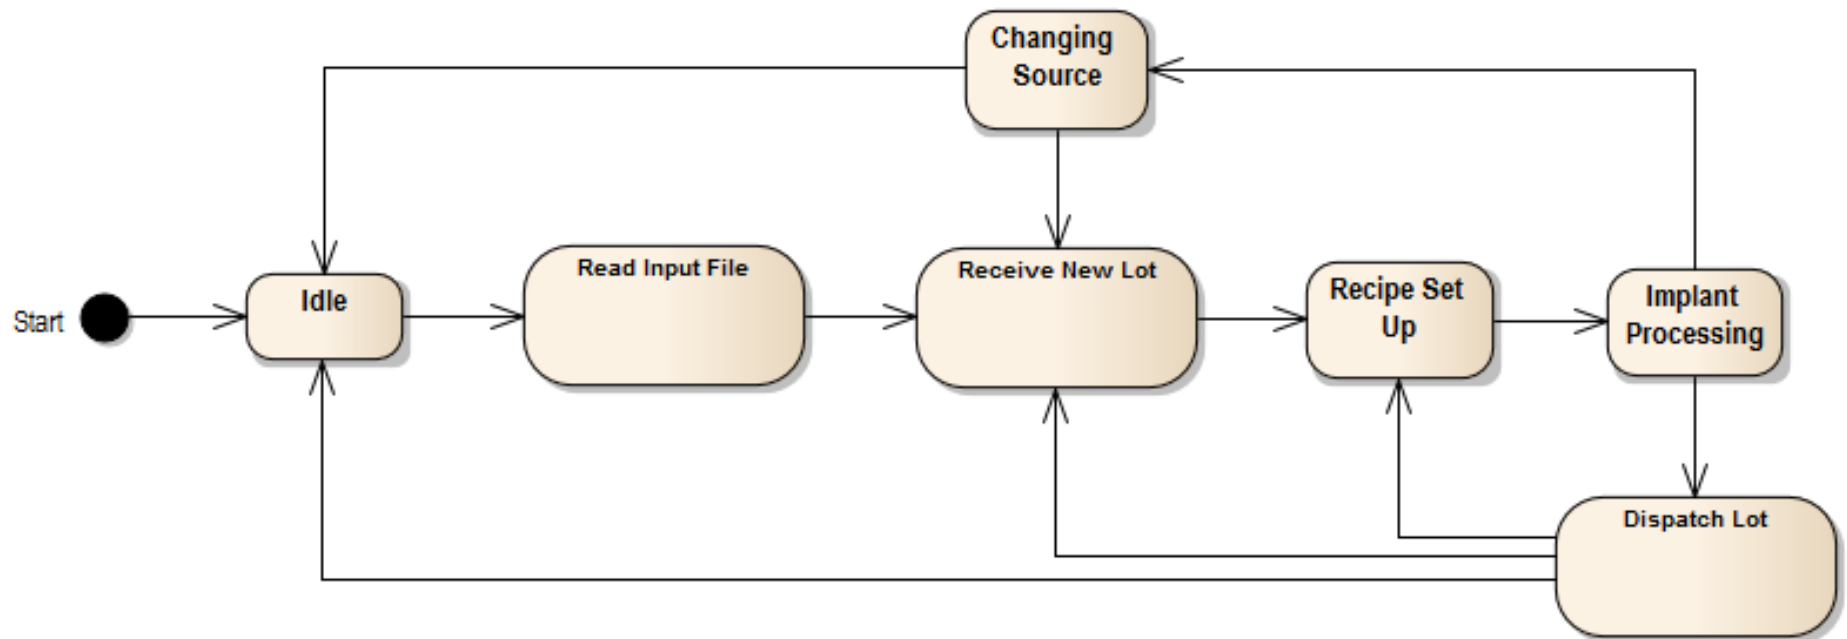 Changing
Source
Start
Idle
Read Input File
Receive New Lot
Recipe Set
Up
Implant
Processing
Dispatch Lot